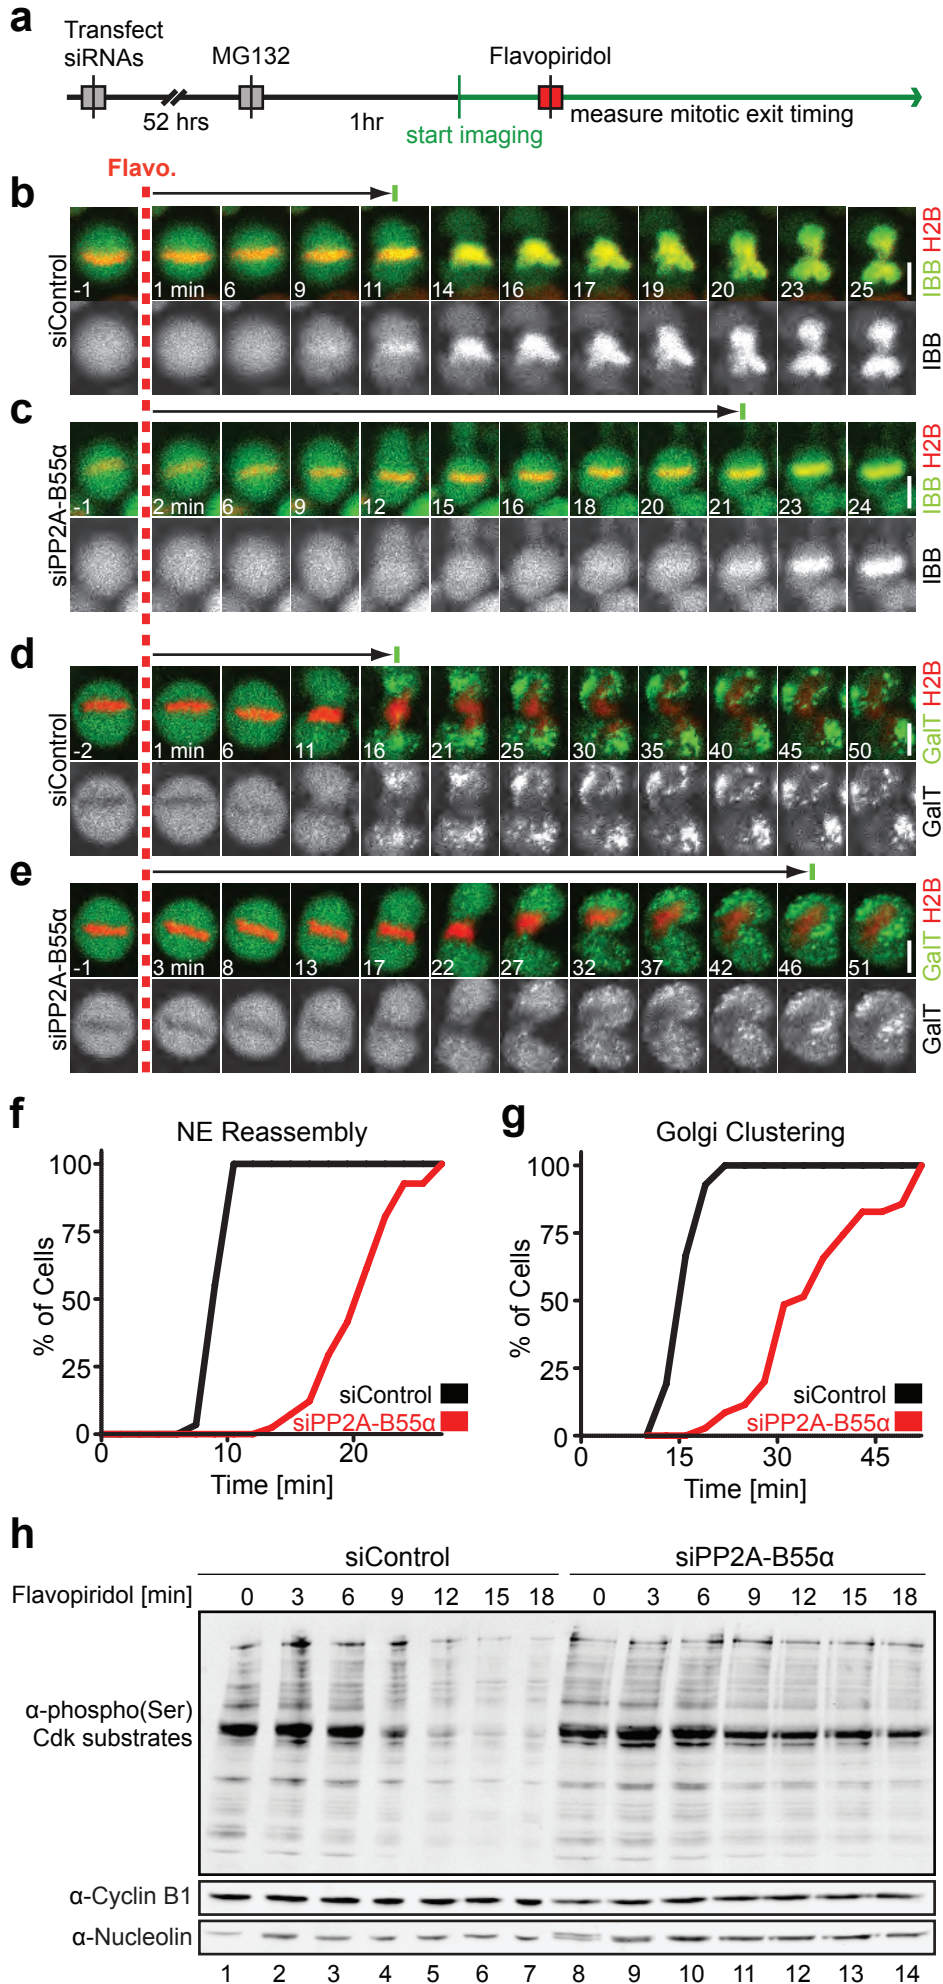 a
Transfect
siRNAs
MG132
Flavopiridol
52 hrs
1hr
start imaging
measure mitotic exit timing
Flavo.
b
siControl
-1 1 min 6 9 11 14 16 17 19 20 23 25
IBB H2B
IBB
c
siPP2A-B55α
-1 2 min 6 9 12 15 16 18 20 21 23 24
IBB H2B
IBB
d
siControl
-2 1 min 6 11 16 21 25 30 35 40 45 50
GalT H2B
GalT
e
siPP2A-B55α
-1 3 min 8 13 17 22 27 32 37 42 46 51
GalT H2B
GalT
f
NE Reassembly
% of Cells
100
75
50
25
0
siControl
siPP2A-B55α
0 10 20
Time [min]
g
Golgi Clustering
% of Cells
100
75
50
25
0
siControl
siPP2A-B55α
0 15 30 45
Time [min]
h
siControl siPP2A-B55α
Flavopiridol [min] 0 3 6 9 12 15 18 0 3 6 9 12 15 18
α-phospho(Ser)
Cdk substrates
α-Cyclin B1
α-Nucleolin
1 2 3 4 5 6 7 8 9 10 11 12 13 14